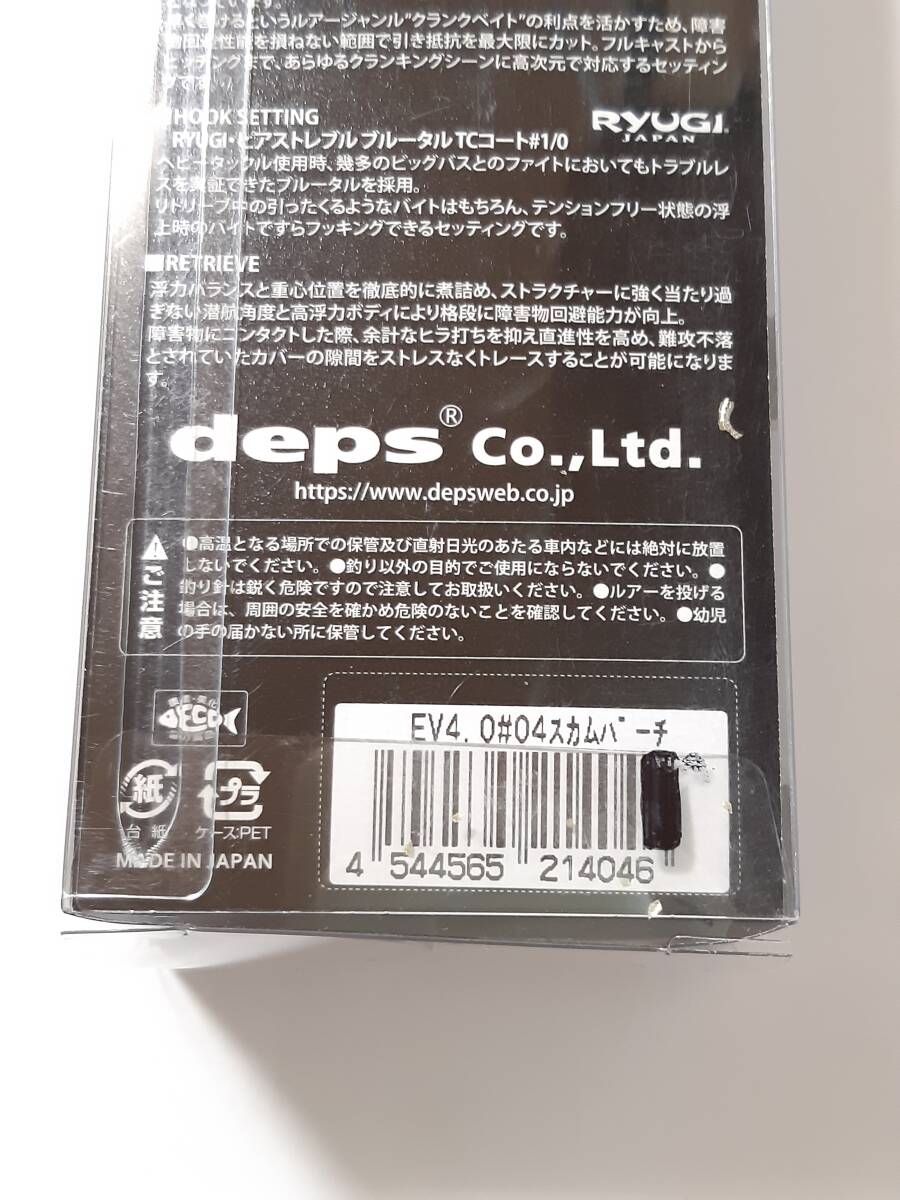 巻けるというルアージャンル”クランクベイト”の利点を活かすため、障害
物回避性能を損ねない範囲で引き抵抗を最大限にカット。フルキャストから
ピッチングまで、あらゆるクランキングシーンに高次元で対応するセッティン
グです。
■HOOK SETTING
RYUGI・ピアストレブル ブルータル TCコート#1/0
RYUGI®
JAPAN
ヘビータックル使用時、幾多のビッグバスとのファイトにおいてもトラブルレ
スを実証できたブルータルを採用。
リトリーブ中の引ったくるようなバイトはもちろん、テンションフリー状態の浮
上時のバイトですらフッキングできるセッティングです。
■RETRIEVE
浮力バランスと重心位置を徹底的に煮詰め、ストラクチャーに強く当たり過
ぎない潜航角度と高浮力ボディにより格段に障害物回避能力が向上。
障害物にコンタクトした際、余計なヒラ打ちを抑え直進性を高め、難攻不落
とされていたカバーの隙間をストレスなくトレースすることが可能になりま
す。
deps® Co.,Ltd.
https://www.depsweb.co.jp
ご注意
●高温となる場所での保管及び直射日光のあたる車内などには絶対に放置
しないでください。●釣り以外の目的でご使用にならないでください。●
釣り針は鋭く危険ですので注意してお取扱いください。●ルアーを投げる
場合は、周囲の安全を確かめ危険のないことを確認してください。●幼児
の手の届かない所に保管してください。
環境・美化
ECO
EV4.0#04スカムパーチ
紙
プラ
台紙
ケース:PET
MADE IN JAPAN
4 544565 214046